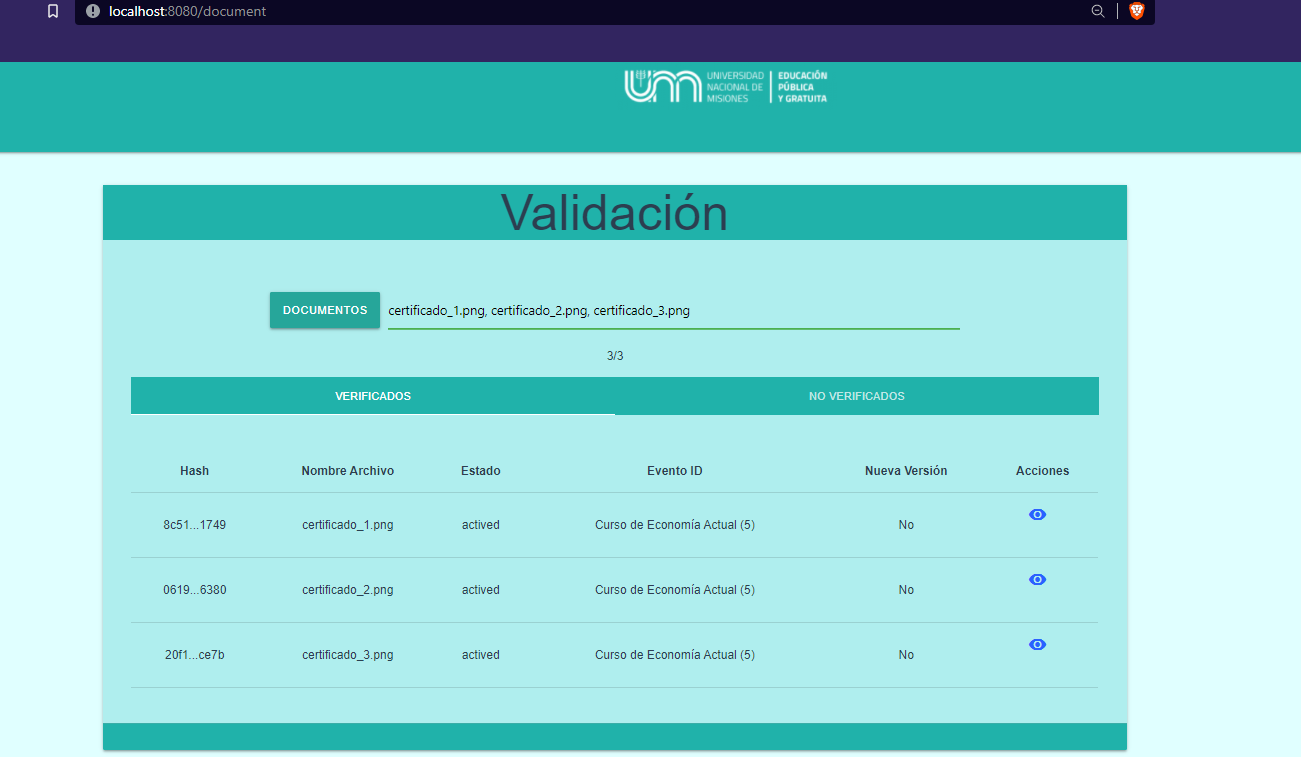 localhost:8080/document
um UNIVERSIDAD NACIONAL DE MISIONES EDUCACIÓN PÚBLICA Y GRATUITA
Validación
DOCUMENTOS certificado_1.png, certificado_2.png, certificado_3.png
3/3
VERIFICADOS NO VERIFICADOS
Hash Nombre Archivo Estado Evento ID Nueva Versión Acciones
8c51...1749 certificado_1.png actived Curso de Economía Actual (5) No
0619...6380 certificado_2.png actived Curso de Economía Actual (5) No
20f1...ce7b certificado_3.png actived Curso de Economía Actual (5) No